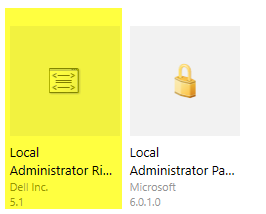 Local
Administrator Ri...
Dell Inc.
5.1
Local
Administrator Pa...
Microsoft
6.0.1.0